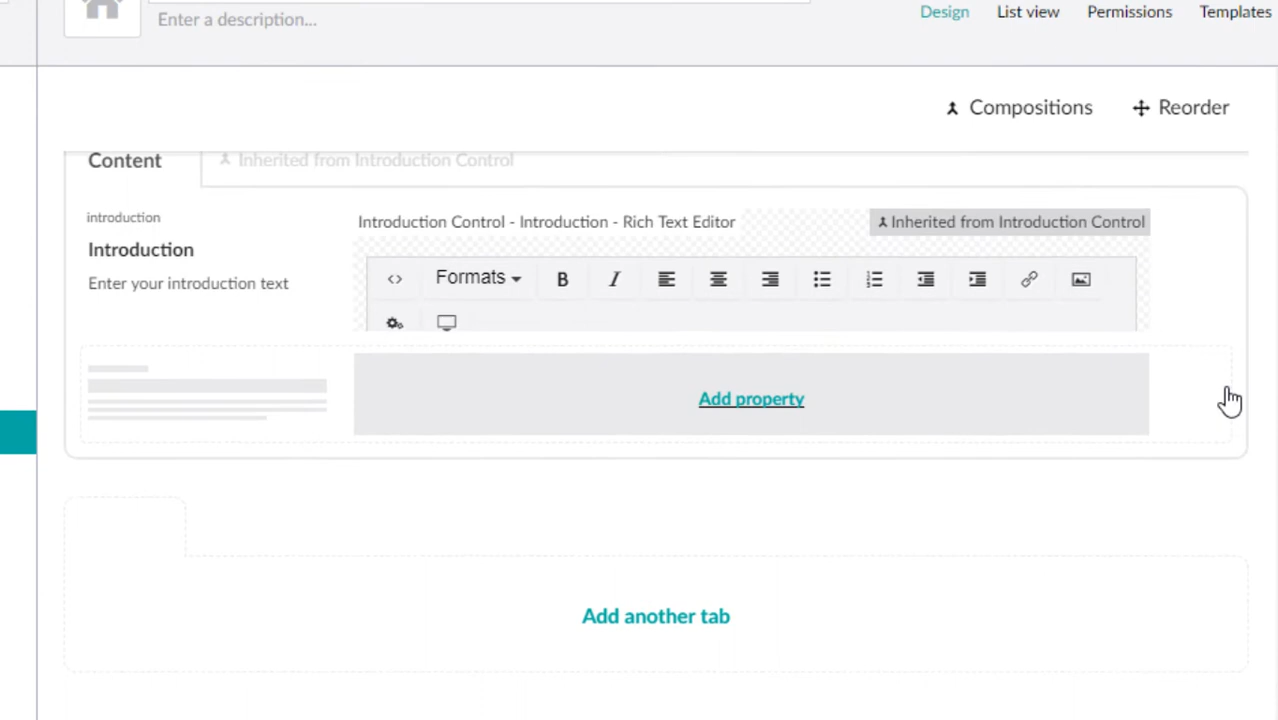 Enter a description...
Design
List view
Permissions
Templates
Compositions
Reorder
Content
Inherited from Introduction Control
introduction
Introduction
Enter your introduction text
Introduction Control - Introduction - Rich Text Editor
Inherited from Introduction Control
Formats
B
I
Add property
Add another tab